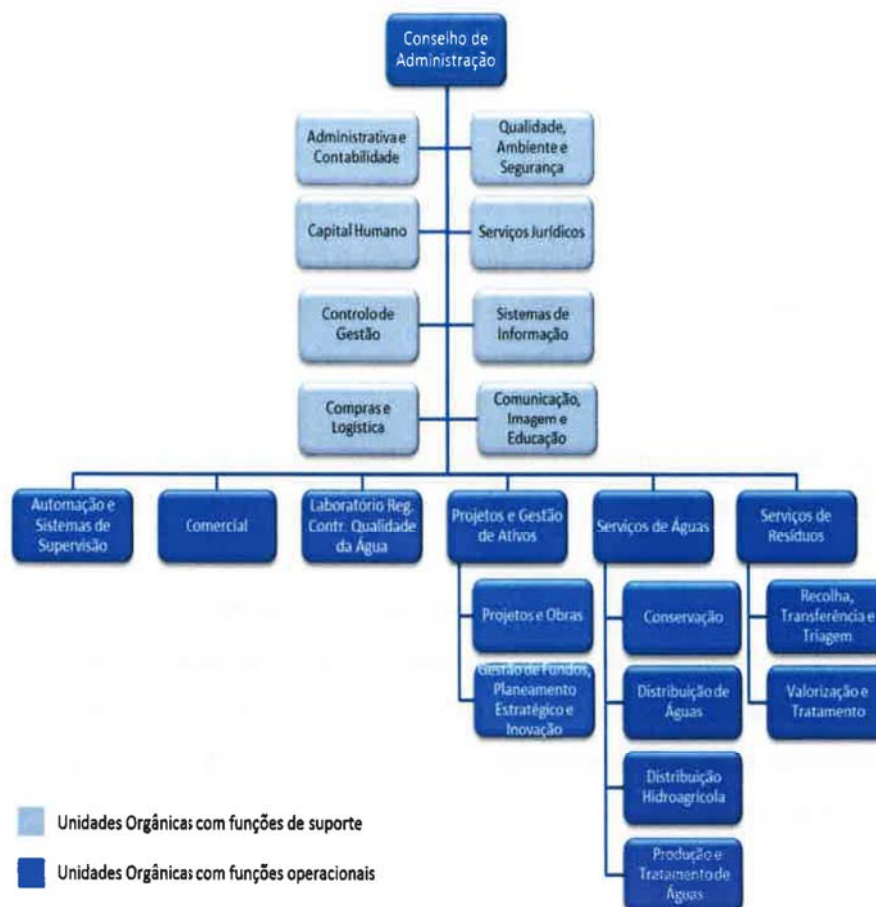 Conselho de
Administração
Administrativa e
Contabilidade
Qualidade,
Ambiente e
Segurança
Capital Humano
Serviços Jurídicos
Controlo de
Gestão
Sistemas de
Informação
Compras e
Logística
Comunicação,
Imagem e
Educação
Automação e
Sistemas de
Supervisão
Comercial
Laboratório Reg.
Contr. Qualidade
da Água
Projetos e Gestão
de Ativos
Serviços de Águas
Serviços de
Resíduos
Projetos e Obras
Gestão de Fundos,
Planeamento
Estratégico e
Inovação
Conservação
Distribuição de
Águas
Distribuição
Hidroagrícola
Produção e
Tratamento de
Águas
Recolha,
Transferência e
Triagem
Valorização e
Tratamento
Unidades Orgânicas com funções de suporte
Unidades Orgânicas com funções operacionais